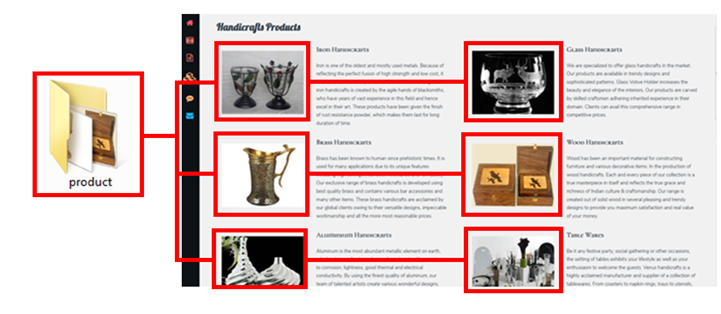 Handicrafts Products
Iron Handicrafts
Iron is one of the oldest and mostly used metals. Because of
reflecting the perfect fusion of high strength and low cost, it
iron handicrafts is created by the agile hands of blacksmiths,
who have years of vast experience in this field and hence
excel in their art. These products have been given the finish
of rust resistance powder, which makes them last for long
duration of time.
Glass Handicrafts
We are specialized to offer glass handicrafts in the market.
Our products are available in trendy designs and
sophisticated patterns. Glass Votive Holder increases the
beauty and elegance of the interiors. Our products are carved
by skilled craftsmen adhering inherited experience in their
domain. Clients can avail this comprehensive range in
competitive prices.
product
Brass Handicrafts
Brass has been known to human since prehistoric times. It is
used for many applications due to its unique features
Our exclusive range of brass handicrafts is developed using
best quality brass and contains various bar accessories and
many other items. These brass handicrafts are acclaimed by
our global clients owing to their versatile designs, impeccable
workmanship and all the more most reasonable prices.
Wood Handicrafts
Wood has been an important material for constructing
furniture and various decorative items. In the production of
wood handicrafts. Each and every piece of our collection is a
true masterpiece in itself and reflects the true grace and
richness of Indian culture & craftsmanship. Our range is
created out of solid wood in several pleasing and trendy
designs to provide you maximum satisfaction and real value
of your money.
Aluminium Handicrafts
Aluminum is the most abundant metallic element on earth,
to corrosion, lightness, good thermal and electrical
conductivity. By using the finest quality of aluminum, our
team of talented artists create various wonderful designs,
Table Wares
Be it any festive party, social gathering or other occasions,
the setting of tables exhibits your lifestyle as well as your
enthusiasm to welcome the guests. Venus handicrafts is a
highly acclaimed manufacturer and supplier of a collection of
tablewares. From coasters to napkin rings, trays to utensils,